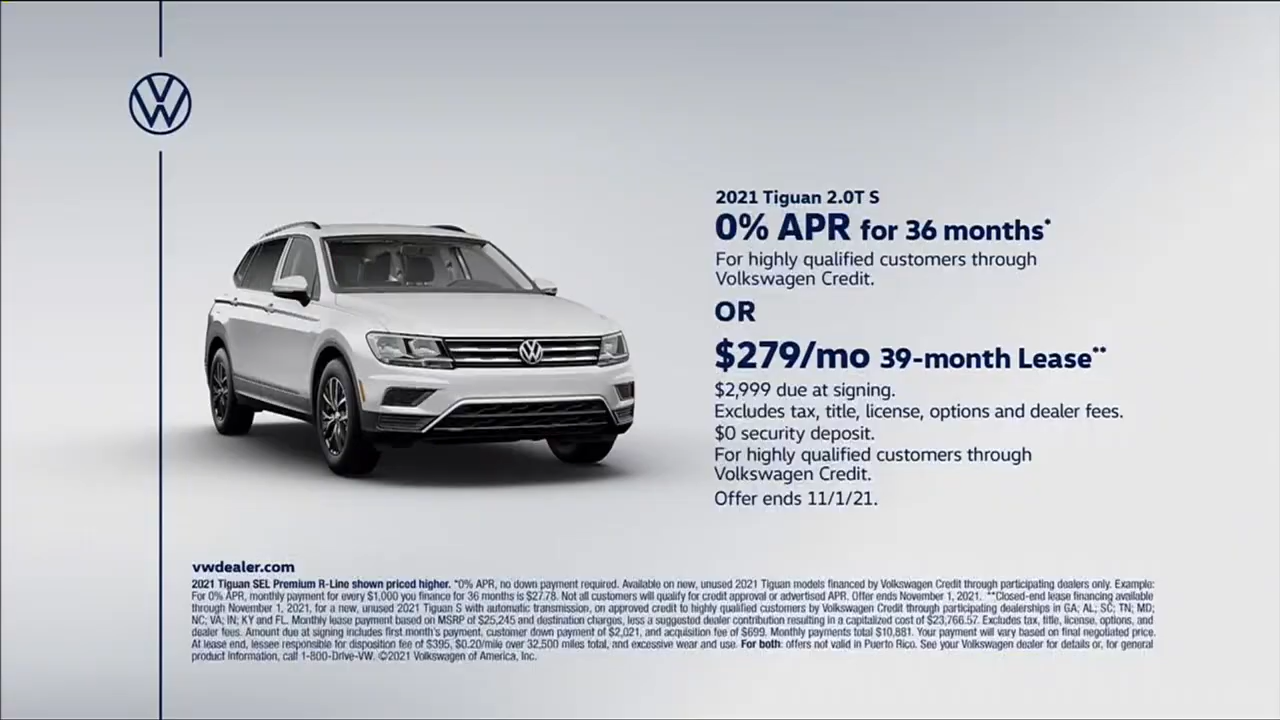 2021 Tiguan 2.0T S
0% APR for 36 months*
For highly qualified customers through
Volkswagen Credit.
OR
$279/mo 39-month Lease**
$2,999 due at signing.
Excludes tax, title, license, options and dealer fees.
$0 security deposit.
For highly qualified customers through
Volkswagen Credit.
Offer ends 11/1/21.
vwdealer.com
2021 Tiguan SEL Premium R-Line shown priced higher. *0% APR, no down payment required. Available on new, unused 2021 Tiguan models financed by Volkswagen Credit through participating dealers only. Example:
For 0% APR, monthly payment for every $1,000 you finance for 36 months is $27.78. Not all customers will qualify for credit approval or advertised APR. Offer ends November 1, 2021. **Closed-end lease financing available
through November 1, 2021, for a new, unused 2021 Tiguan S with automatic transmission, on approved credit to highly qualified customers by Volkswagen Credit through participating dealerships in GA; AL; SC; TN; MD;
NC; VA; IN; KY and FL. Monthly lease payment based on MSRP of $25,245 and destination charges, less a suggested dealer contribution resulting in a capitalized cost of $23,766.57. Excludes tax, title, license, options, and
dealer fees. Amount due at signing includes first month's payment, customer down payment of $2,021, and acquisition fee of $699. Monthly payments total $10,881. Your payment will vary based on final negotiated price.
At lease end, lessee responsible for disposition fee of $395, $0.20/mile over 32,500 miles total, and excessive wear and use. For both: offers not valid in Puerto Rico. See your Volkswagen dealer for details or, for general
product information, call 1-800-Drive-VW. ©2021 Volkswagen of America, Inc.